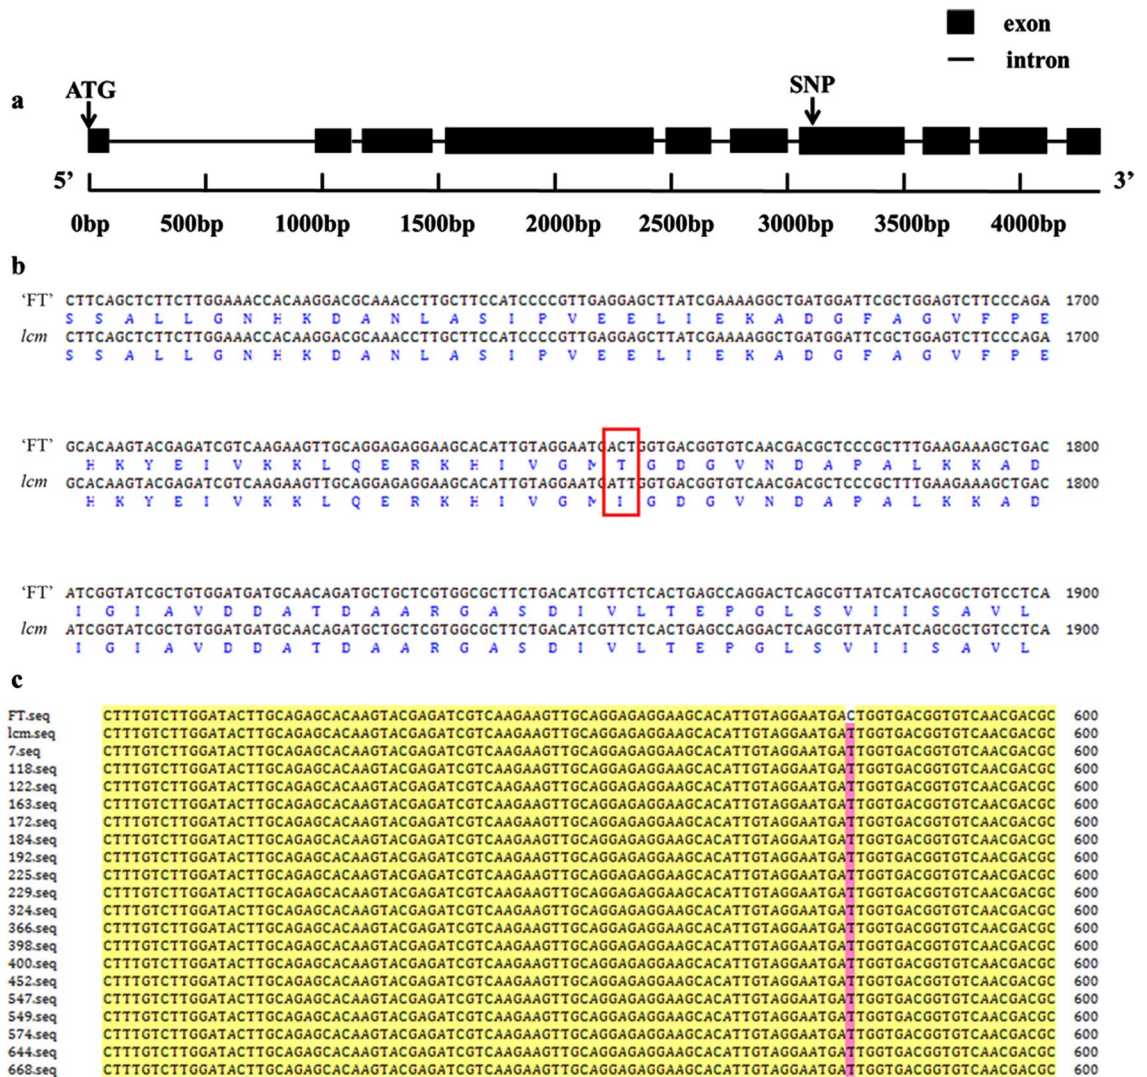 exon
intron
a
ATG
SNP
5’
3’
0bp 500bp 1000bp 1500bp 2000bp 2500bp 3000bp 3500bp 4000bp
b
‘FT’ CTTCAGCTCTTCTTGGAAACCACAAGGACGCAAACCTTGCTTCCATCCCCGTTGAGGAGCTTATCGAAAAGGCTGATGGATTCGCTGGAGTCTTCCCAGA 1700
S S A L L G N H K D A N L A S I P V E E L I E K A D G F A G V F P E
lcm CTTCAGCTCTTCTTGGAAACCACAAGGACGCAAACCTTGCTTCCATCCCCGTTGAGGAGCTTATCGAAAAGGCTGATGGATTCGCTGGAGTCTTCCCAGA 1700
S S A L L G N H K D A N L A S I P V E E L I E K A D G F A G V F P E
‘FT’ GCACAAGTACGAGATCGTCAAGAAGTTGCAGGAGAGGAAGCACATTGTAGGAATGACTGGTGACGGTGTCAACGACGCTCCCGCTTTGAAGAAAGCTGAC 1800
H K Y E I V K K L Q E R K H I V G M T G D G V N D A P A L K K A D
lcm GCACAAGTACGAGATCGTCAAGAAGTTGCAGGAGAGGAAGCACATTGTAGGAATGATTGGTGACGGTGTCAACGACGCTCCCGCTTTGAAGAAAGCTGAC 1800
H K Y E I V K K L Q E R K H I V G M I G D G V N D A P A L K K A D
‘FT’ ATCGGTATCGCTGTGGATGATGCAACAGATGCTGCTCGTGGCGCTTCTGACATCGTTCTCACTGAGCCAGGACTCAGCGTTATCATCAGCGCTGTCCTCA 1900
I G I A V D D A T D A A R G A S D I V L T E P G L S V I I S A V L
lcm ATCGGTATCGCTGTGGATGATGCAACAGATGCTGCTCGTGGCGCTTCTGACATCGTTCTCACTGAGCCAGGACTCAGCGTTATCATCAGCGCTGTCCTCA 1900
I G I A V D D A T D A A R G A S D I V L T E P G L S V I I S A V L
c
FT.seq CTTTGTCTTGGATACTTGCAGAGCACAAGTACGAGATCGTCAAGAAGTTGCAGGAGAGGAAGCACATTGTAGGAATGACTGGTGACGGTGTCAACGACGC 600
lcm.seq CTTTGTCTTGGATACTTGCAGAGCACAAGTACGAGATCGTCAAGAAGTTGCAGGAGAGGAAGCACATTGTAGGAATGATTGGTGACGGTGTCAACGACGC 600
7.seq CTTTGTCTTGGATACTTGCAGAGCACAAGTACGAGATCGTCAAGAAGTTGCAGGAGAGGAAGCACATTGTAGGAATGATTGGTGACGGTGTCAACGACGC 600
118.seq CTTTGTCTTGGATACTTGCAGAGCACAAGTACGAGATCGTCAAGAAGTTGCAGGAGAGGAAGCACATTGTAGGAATGATTGGTGACGGTGTCAACGACGC 600
122.seq CTTTGTCTTGGATACTTGCAGAGCACAAGTACGAGATCGTCAAGAAGTTGCAGGAGAGGAAGCACATTGTAGGAATGATTGGTGACGGTGTCAACGACGC 600
163.seq CTTTGTCTTGGATACTTGCAGAGCACAAGTACGAGATCGTCAAGAAGTTGCAGGAGAGGAAGCACATTGTAGGAATGATTGGTGACGGTGTCAACGACGC 600
172.seq CTTTGTCTTGGATACTTGCAGAGCACAAGTACGAGATCGTCAAGAAGTTGCAGGAGAGGAAGCACATTGTAGGAATGATTGGTGACGGTGTCAACGACGC 600
184.seq CTTTGTCTTGGATACTTGCAGAGCACAAGTACGAGATCGTCAAGAAGTTGCAGGAGAGGAAGCACATTGTAGGAATGATTGGTGACGGTGTCAACGACGC 600
192.seq CTTTGTCTTGGATACTTGCAGAGCACAAGTACGAGATCGTCAAGAAGTTGCAGGAGAGGAAGCACATTGTAGGAATGATTGGTGACGGTGTCAACGACGC 600
225.seq CTTTGTCTTGGATACTTGCAGAGCACAAGTACGAGATCGTCAAGAAGTTGCAGGAGAGGAAGCACATTGTAGGAATGATTGGTGACGGTGTCAACGACGC 600
229.seq CTTTGTCTTGGATACTTGCAGAGCACAAGTACGAGATCGTCAAGAAGTTGCAGGAGAGGAAGCACATTGTAGGAATGATTGGTGACGGTGTCAACGACGC 600
324.seq CTTTGTCTTGGATACTTGCAGAGCACAAGTACGAGATCGTCAAGAAGTTGCAGGAGAGGAAGCACATTGTAGGAATGATTGGTGACGGTGTCAACGACGC 600
366.seq CTTTGTCTTGGATACTTGCAGAGCACAAGTACGAGATCGTCAAGAAGTTGCAGGAGAGGAAGCACATTGTAGGAATGATTGGTGACGGTGTCAACGACGC 600
398.seq CTTTGTCTTGGATACTTGCAGAGCACAAGTACGAGATCGTCAAGAAGTTGCAGGAGAGGAAGCACATTGTAGGAATGATTGGTGACGGTGTCAACGACGC 600
400.seq CTTTGTCTTGGATACTTGCAGAGCACAAGTACGAGATCGTCAAGAAGTTGCAGGAGAGGAAGCACATTGTAGGAATGATTGGTGACGGTGTCAACGACGC 600
452.seq CTTTGTCTTGGATACTTGCAGAGCACAAGTACGAGATCGTCAAGAAGTTGCAGGAGAGGAAGCACATTGTAGGAATGATTGGTGACGGTGTCAACGACGC 600
547.seq CTTTGTCTTGGATACTTGCAGAGCACAAGTACGAGATCGTCAAGAAGTTGCAGGAGAGGAAGCACATTGTAGGAATGATTGGTGACGGTGTCAACGACGC 600
549.seq CTTTGTCTTGGATACTTGCAGAGCACAAGTACGAGATCGTCAAGAAGTTGCAGGAGAGGAAGCACATTGTAGGAATGATTGGTGACGGTGTCAACGACGC 600
574.seq CTTTGTCTTGGATACTTGCAGAGCACAAGTACGAGATCGTCAAGAAGTTGCAGGAGAGGAAGCACATTGTAGGAATGATTGGTGACGGTGTCAACGACGC 600
644.seq CTTTGTCTTGGATACTTGCAGAGCACAAGTACGAGATCGTCAAGAAGTTGCAGGAGAGGAAGCACATTGTAGGAATGATTGGTGACGGTGTCAACGACGC 600
668.seq CTTTGTCTTGGATACTTGCAGAGCACAAGTACGAGATCGTCAAGAAGTTGCAGGAGAGGAAGCACATTGTAGGAATGATTGGTGACGGTGTCAACGACGC 600